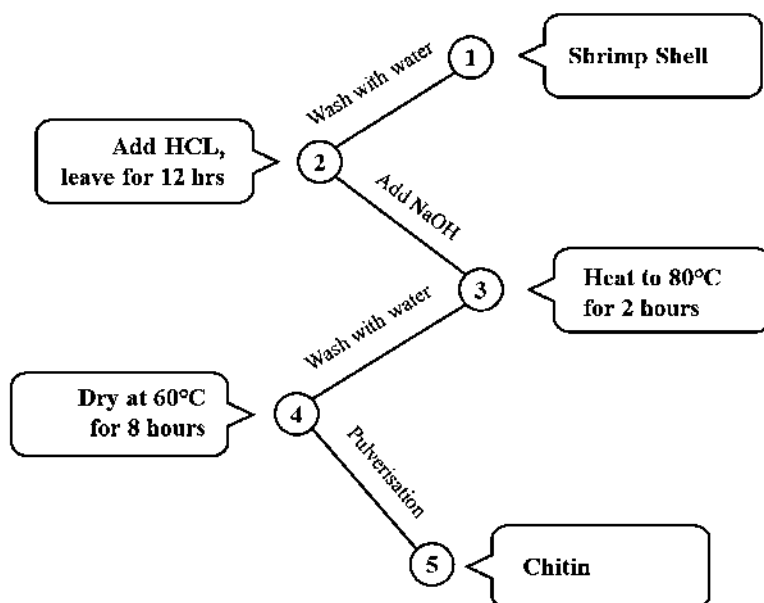 1
Shrimp Shell
Wash with water
Add HCL,
leave for 12 hrs
2
Add NaOH
3
Heat to 80°C
for 2 hours
Wash with water
Dry at 60°C
for 8 hours
4
Pulverisation
5
Chitin